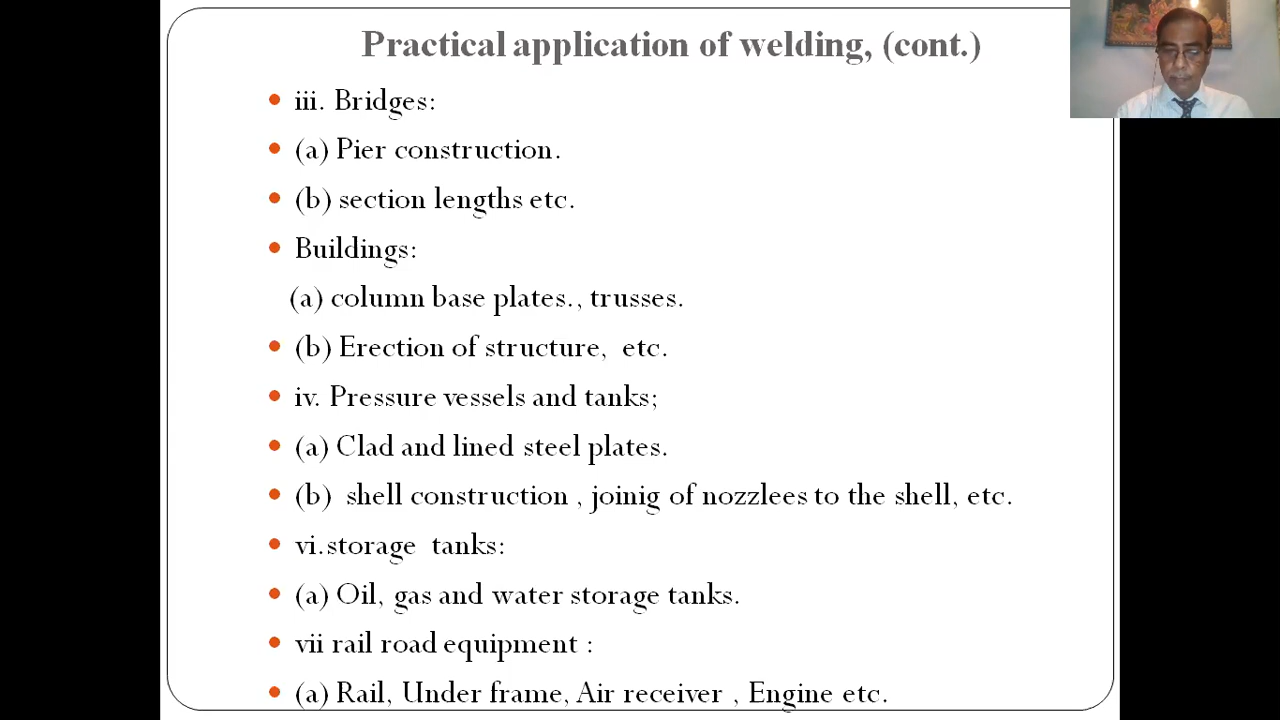 Practical application of welding, (cont.)
iii. Bridges:
(a) Pier construction.
(b) section lengths etc.
Buildings:
(a) column base plates., trusses.
(b) Erection of structure, etc.
iv. Pressure vessels and tanks;
(a) Clad and lined steel plates.
(b) shell construction , joinig of nozzlees to the shell, etc.
vi.storage tanks:
(a) Oil, gas and water storage tanks.
vii rail road equipment :
(a) Rail, Under frame, Air receiver , Engine etc.